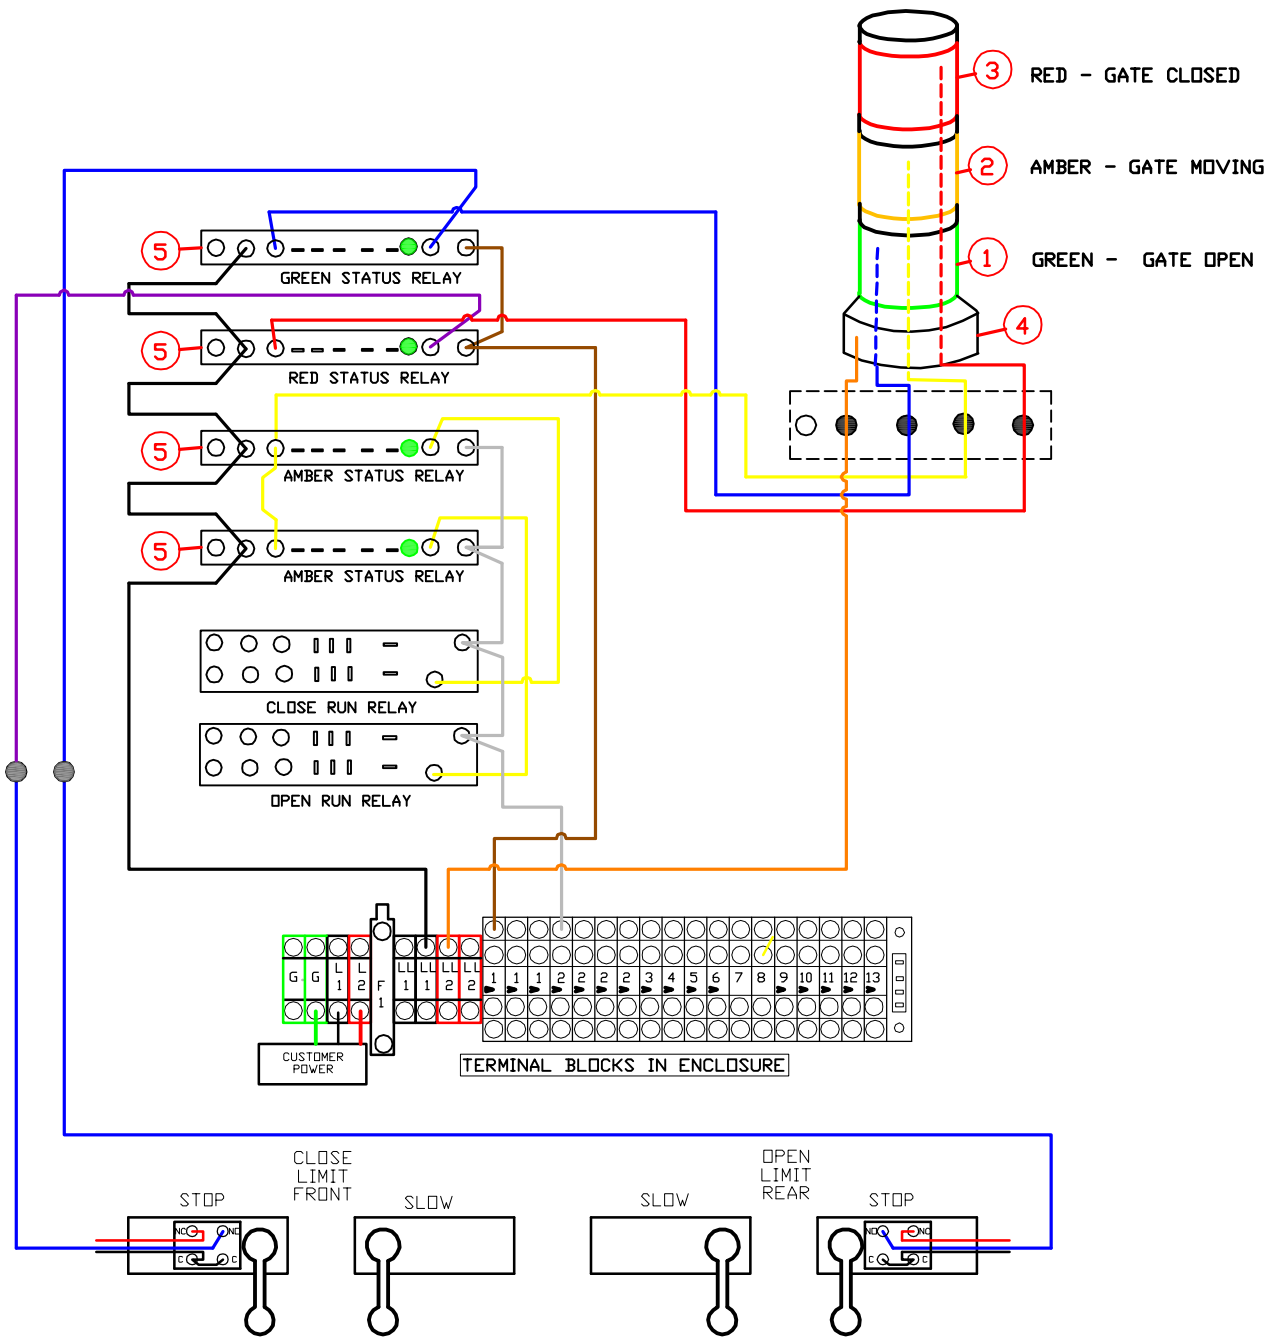 3 RED - GATE CLOSED
2 AMBER - GATE MOVING
1 GREEN - GATE OPEN
4
5
GREEN STATUS RELAY
5
RED STATUS RELAY
5
AMBER STATUS RELAY
5
AMBER STATUS RELAY
CLOSE RUN RELAY
OPEN RUN RELAY
G G L1 L2 F1 LL1 LL1 LL2 LL2 1 1 1 2 2 2 2 3 4 5 6 7 8 9 10 11 12 13
CUSTOMER
POWER
TERMINAL BLOCKS IN ENCLOSURE
CLOSE
LIMIT
FRONT
OPEN
LIMIT
REAR
STOP
SLOW
SLOW
STOP
NC NO
C C
NO NC
C C